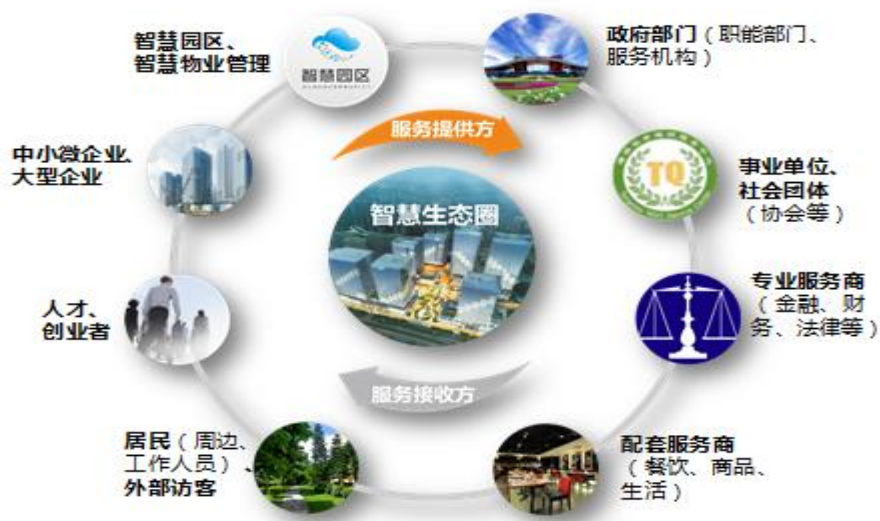 智慧园区、
智慧物业管理
智慧园区
政府部门（职能部门、
服务机构）
服务提供方
中小微企业、
大型企业
TQ
事业单位、
社会团体
（协会等）
智慧生态圈
人才、
创业者
专业服务商
（金融、财
务、法律等）
服务接收方
居民（周边、
工作人员）、
外部访客
配套服务商
（餐饮、商品、
生活）